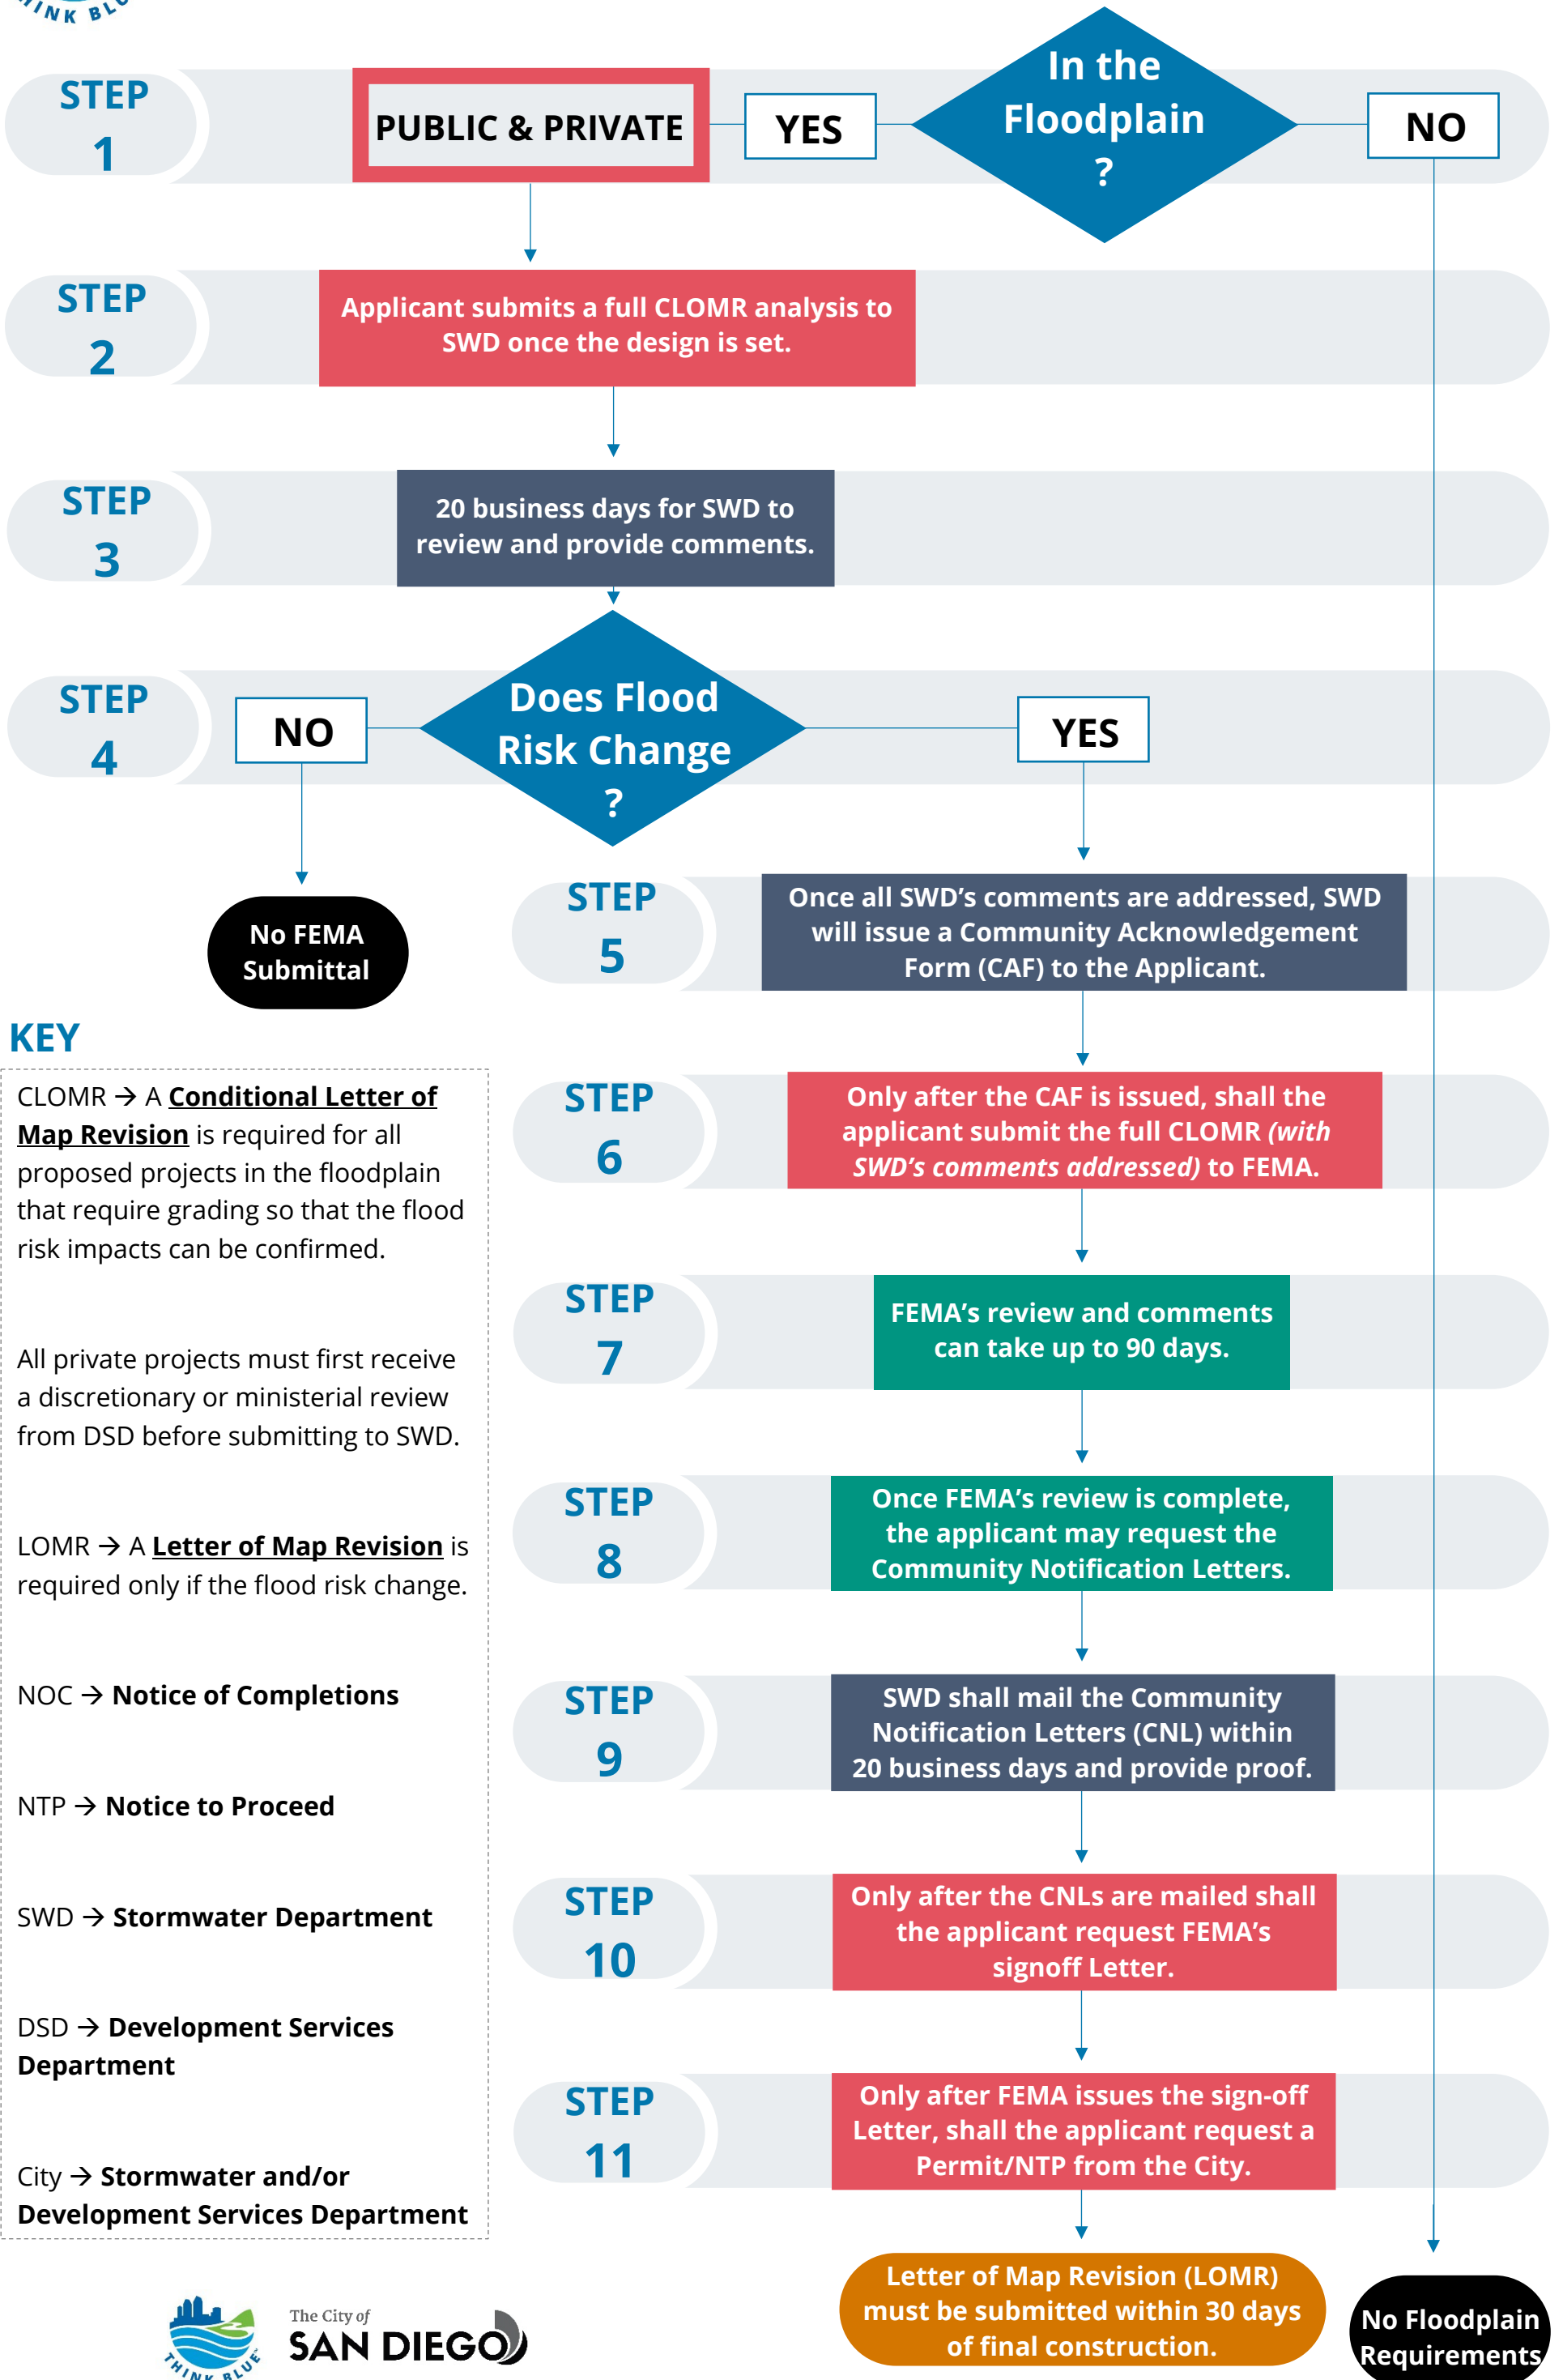 THINK BLUE
STEP
1
PUBLIC & PRIVATE
YES
In the
Floodplain
?
NO
STEP
2
Applicant submits a full CLOMR analysis to
SWD once the design is set.
STEP
3
20 business days for SWD to
review and provide comments.
STEP
4
NO
Does Flood
Risk Change
?
YES
No FEMA
Submittal
STEP
5
Once all SWD’s comments are addressed, SWD
will issue a Community Acknowledgement
Form (CAF) to the Applicant.
KEY
CLOMR → A Conditional Letter of
Map Revision is required for all
proposed projects in the floodplain
that require grading so that the flood
risk impacts can be confirmed.
All private projects must first receive
a discretionary or ministerial review
from DSD before submitting to SWD.
LOMR → A Letter of Map Revision is
required only if the flood risk change.
NOC → Notice of Completions
NTP → Notice to Proceed
SWD → Stormwater Department
DSD → Development Services
Department
City → Stormwater and/or
Development Services Department
STEP
6
Only after the CAF is issued, shall the
applicant submit the full CLOMR (with
SWD’s comments addressed) to FEMA.
STEP
7
FEMA’s review and comments
can take up to 90 days.
STEP
8
Once FEMA’s review is complete,
the applicant may request the
Community Notification Letters.
STEP
9
SWD shall mail the Community
Notification Letters (CNL) within
20 business days and provide proof.
STEP
10
Only after the CNLs are mailed shall
the applicant request FEMA’s
signoff Letter.
STEP
11
Only after FEMA issues the sign-off
Letter, shall the applicant request a
Permit/NTP from the City.
Letter of Map Revision (LOMR)
must be submitted within 30 days
of final construction.
No Floodplain
Requirements
THINK BLUE
The City of
SAN DIEGO